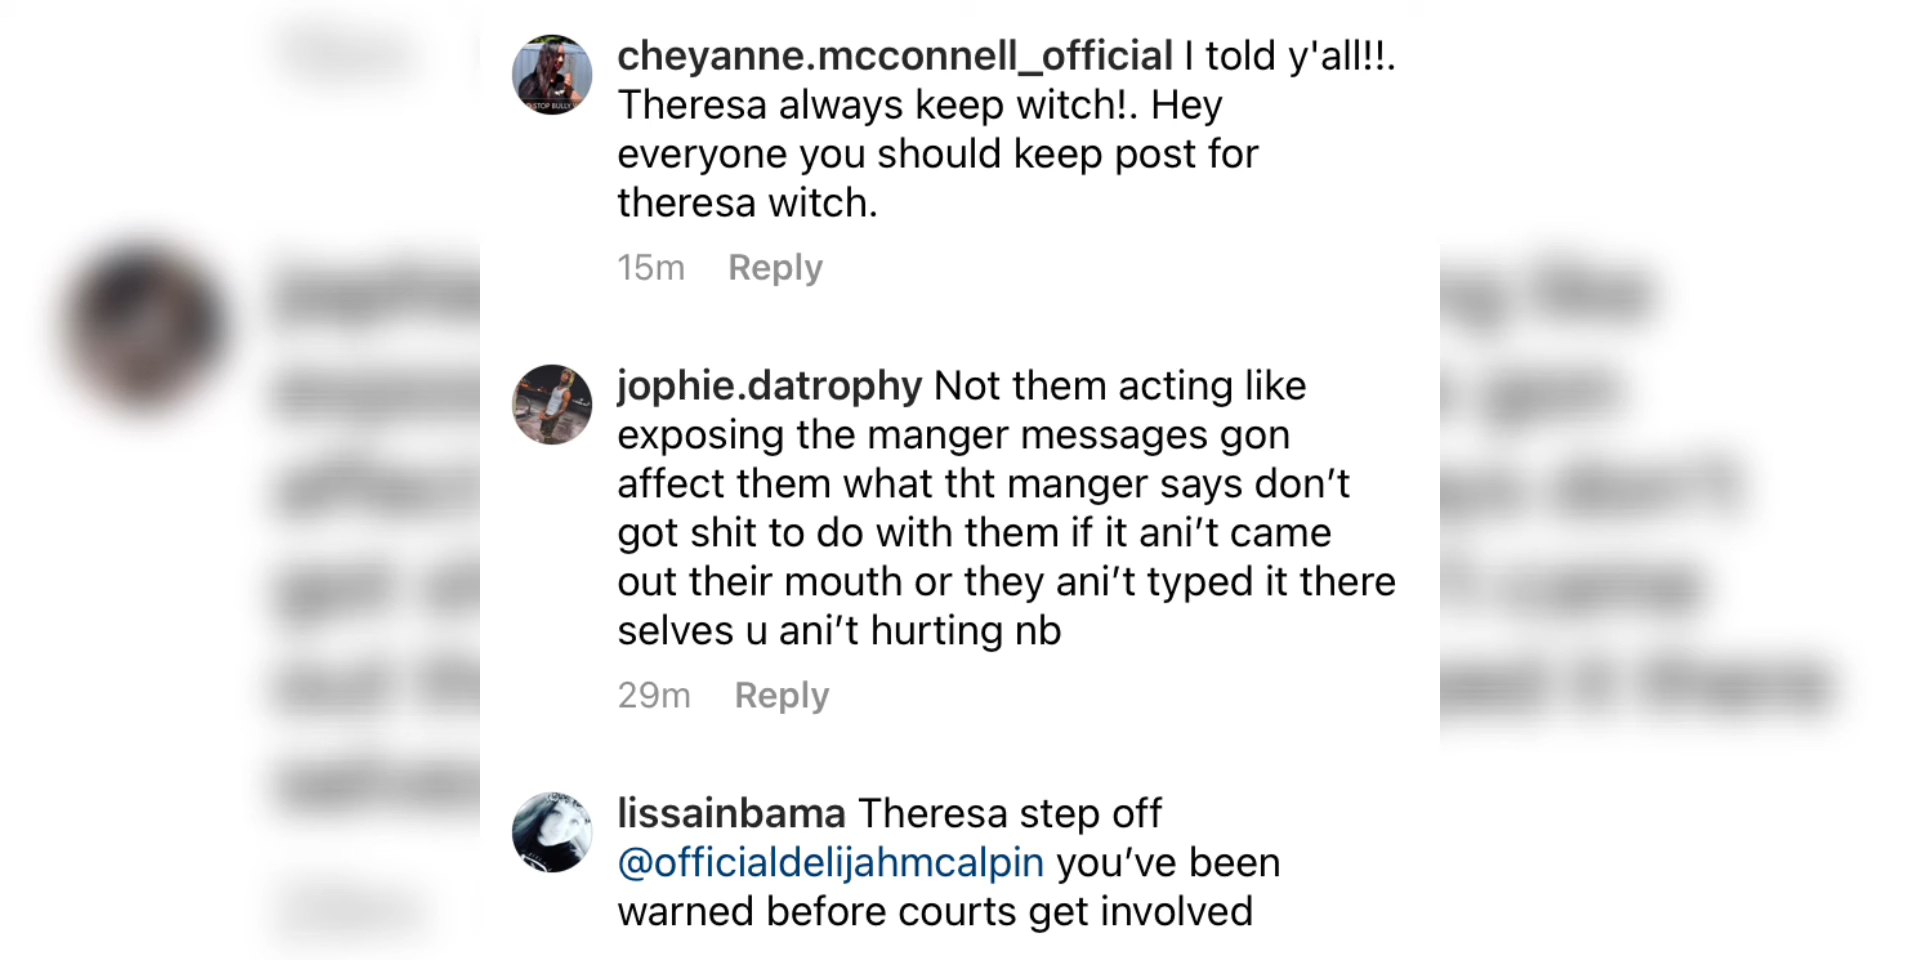 cheyanne.mcconnell_official I told y'all!!.
Theresa always keep witch!. Hey
everyone you should keep post for
theresa witch.
15m Reply
STOP BULLY
jophie.datrophy Not them acting like
exposing the manger messages gon
affect them what tht manger says don’t
got shit to do with them if it ani’t came
out their mouth or they ani’t typed it there
selves u ani’t hurting nb
29m Reply
lissainbama Theresa step off
@officialdelijahmcalpin you’ve been
warned before courts get involved